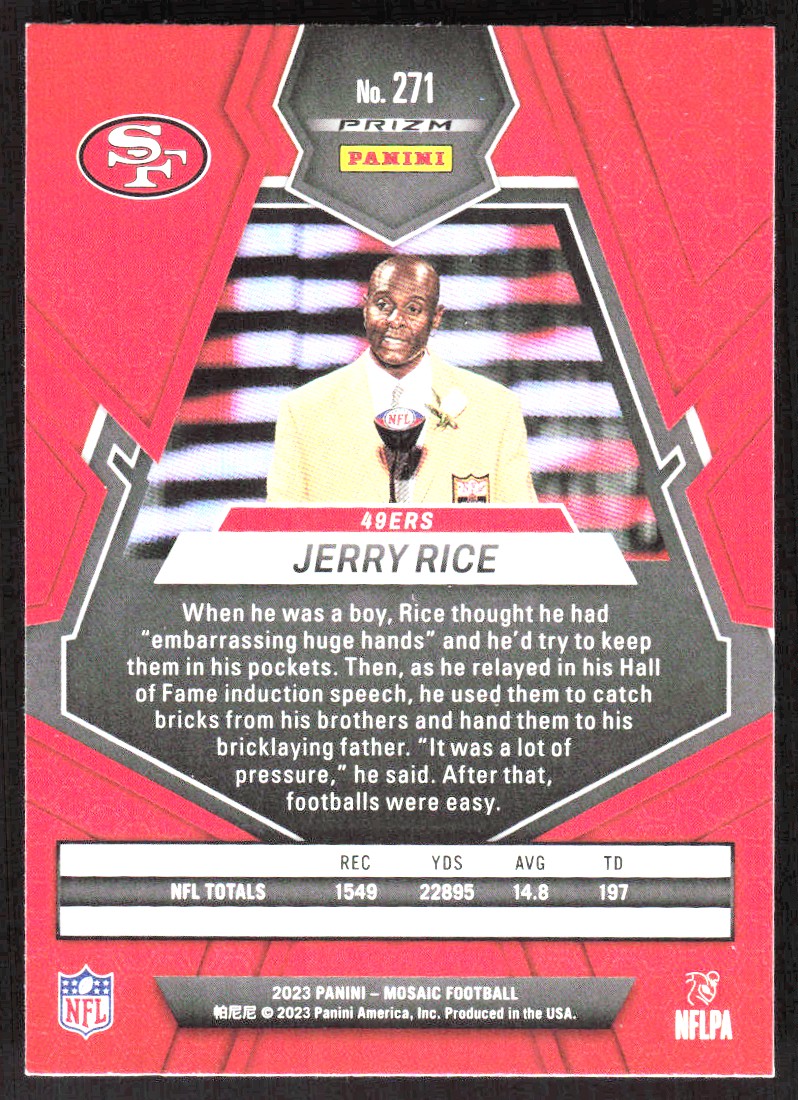 No. 271
PRIZM
PANINI
SF
NFL
49ERS
JERRY RICE
When he was a boy, Rice thought he had
“embarrassing huge hands” and he’d try to keep
them in his pockets. Then, as he relayed in his Hall
of Fame induction speech, he used them to catch
bricks from his brothers and hand them to his
bricklaying father. “It was a lot of
pressure,” he said. After that,
footballs were easy.
REC YDS AVG TD
NFL TOTALS 1549 22895 14.8 197
2023 PANINI – MOSAIC FOOTBALL
帕尼尼 © 2023 Panini America, Inc. Produced in the USA.
NFL
NFLPA